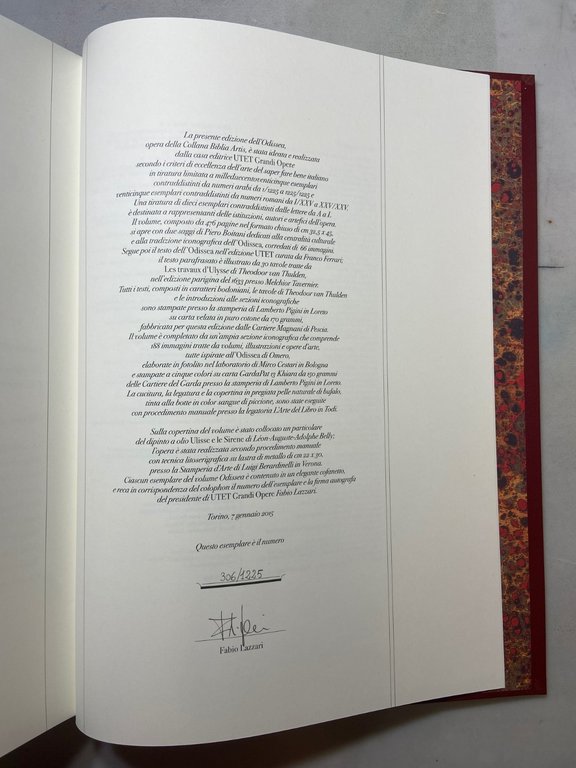 La presente edizione dell'Odissea,
opera della Collana Biblia Artis, è stata ideata e realizzata
dalla casa editrice UTET Grandi Opere
secondo i criteri di eccellenza dell'arte del saper fare bene italiano
in tiratura limitata a milleduecentoventicinque esemplari
contraddistinti da numeri arabi da 1/1225 a 1225/1225 e
venticinque esemplari contraddistinti da numeri romani da I/XXV a XXV/XXV.
Una tiratura di dieci esemplari contraddistinta dalle lettere da A a L
è destinata a rappresentanti delle istituzioni, autori e artefici dell'opera.
Il volume, composto da 476 pagine nel formato chiuso di cm 32,5 x 45,
si apre con due saggi di Piero Boitani dedicati alla centralità culturale
e alla tradizione iconografica dell'Odissea, corredati di 66 immagini.
Segue poi il testo dell'Odissea nell'edizione UTET curata da Franco Ferrari,
il testo parafrasato è illustrato da 30 tavole tratte da
Les travaux d'Ulysse di Theodoor van Thulden,
nell'edizione parigina del 1633 presso Melchior Tavernier.
Tutti i testi, composti in caratteri bodoniani, le tavole di Theodoor van Thulden
e le introduzioni alle sezioni iconografiche
sono stampate presso la stamperia di Lamberto Pigini in Loreto
su carta velata in puro cotone da 170 grammi,
fabbricata per questa edizione dalle Cartiere Magnani di Pescia.
Il volume è completato da un'ampia sezione iconografica che comprende
188 immagini tratte da volumi, illustrazioni e opere d'arte,
tutte ispirate all'Odissea di Omero,
elaborate in fotolito nel laboratorio di Mirco Cestari in Bologna
e stampate a cinque colori su carta GardaPat 13 Khiara da 150 grammi
delle Cartiere del Garda presso la stamperia di Lamberto Pigini in Loreto.
La cucitura, la legatura e la copertina in pregiata pelle naturale di bufalo,
tinta alla botte in color sangue di piccione, sono state eseguite
con procedimento manuale presso la legatoria L'Arte del Libro in Todi.
Sulla copertina del volume è stato collocato un particolare
del dipinto a olio Ulisse e le Sirene di Léon-Auguste-Adolphe Belly;
l'opera è stata realizzata secondo procedimento manuale
con tecnica litoserigrafica su lastra di metallo di cm 22 x 30,
presso la Stamperia d'Arte di Luigi Berardinelli in Verona.
Ciascun esemplare del volume Odissea è contenuto in un elegante cofanetto,
e reca in corrispondenza del colophon il numero dell'esemplare e la firma autografa
del presidente di UTET Grandi Opere Fabio Lazzari.
Torino, 7 gennaio 2015
Questo esemplare è il numero
306/1225
Fabio Lazzari